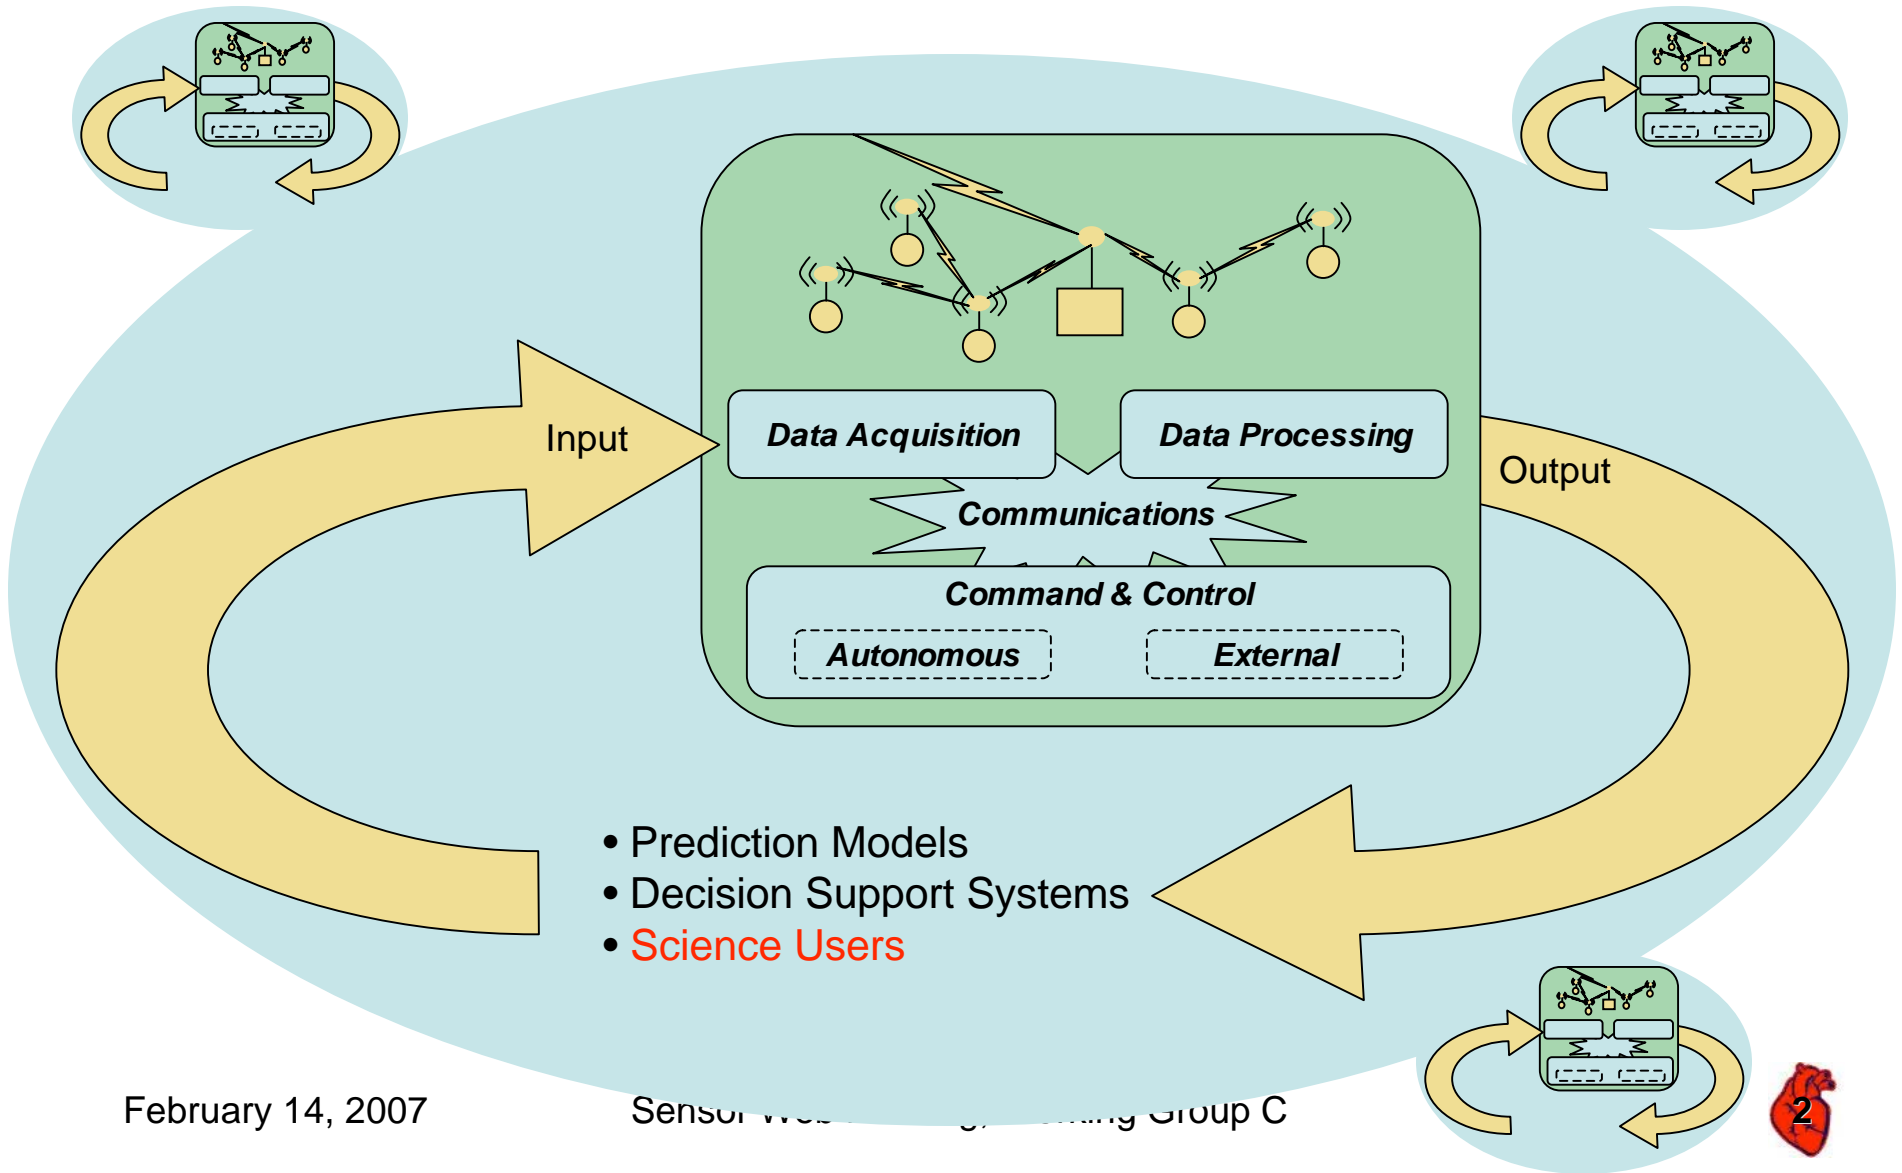 Input
Data Acquisition
Data Processing
Output
Communications
Command & Control
Autonomous
External
• Prediction Models
• Decision Support Systems
• Science Users
February 14, 2007
Sensor Group C
2